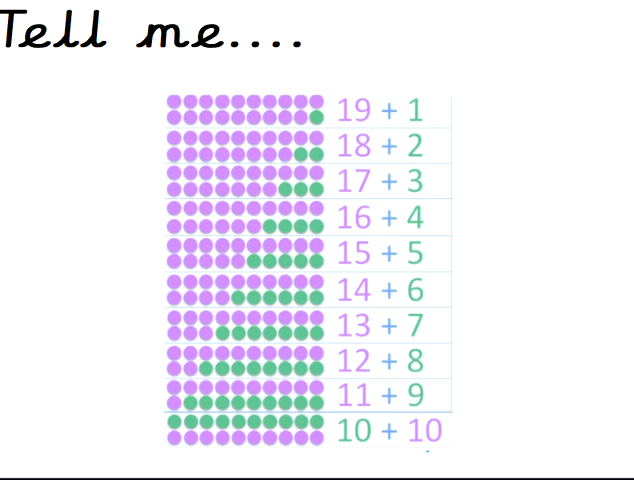 Tell me....
19 + 1
18 + 2
17 + 3
16 + 4
15 + 5
14 + 6
13 + 7
12 + 8
11 + 9
10 + 10